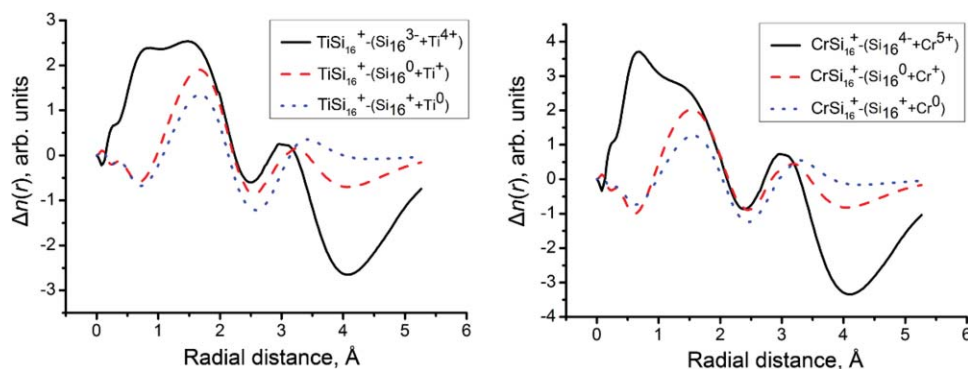 3
2
1
0
-1
-2
-3
Δn(r), arb. units
TiSi₁₆⁺-(Si₁₆³⁻+Ti⁴⁺)
TiSi₁₆⁺-(Si₁₆⁰+Ti⁺)
TiSi₁₆⁺-(Si₁₆⁺+Ti⁰)
0 1 2 3 4 5 6
Radial distance, Å
4
3
2
1
0
-1
-2
-3
-4
Δn(r), arb. units
CrSi₁₆⁺-(Si₁₆⁴⁻+Cr⁵⁺)
CrSi₁₆⁺-(Si₁₆⁰+Cr⁺)
CrSi₁₆⁺-(Si₁₆⁺+Cr⁰)
0 1 2 3 4 5 6
Radial distance, Å